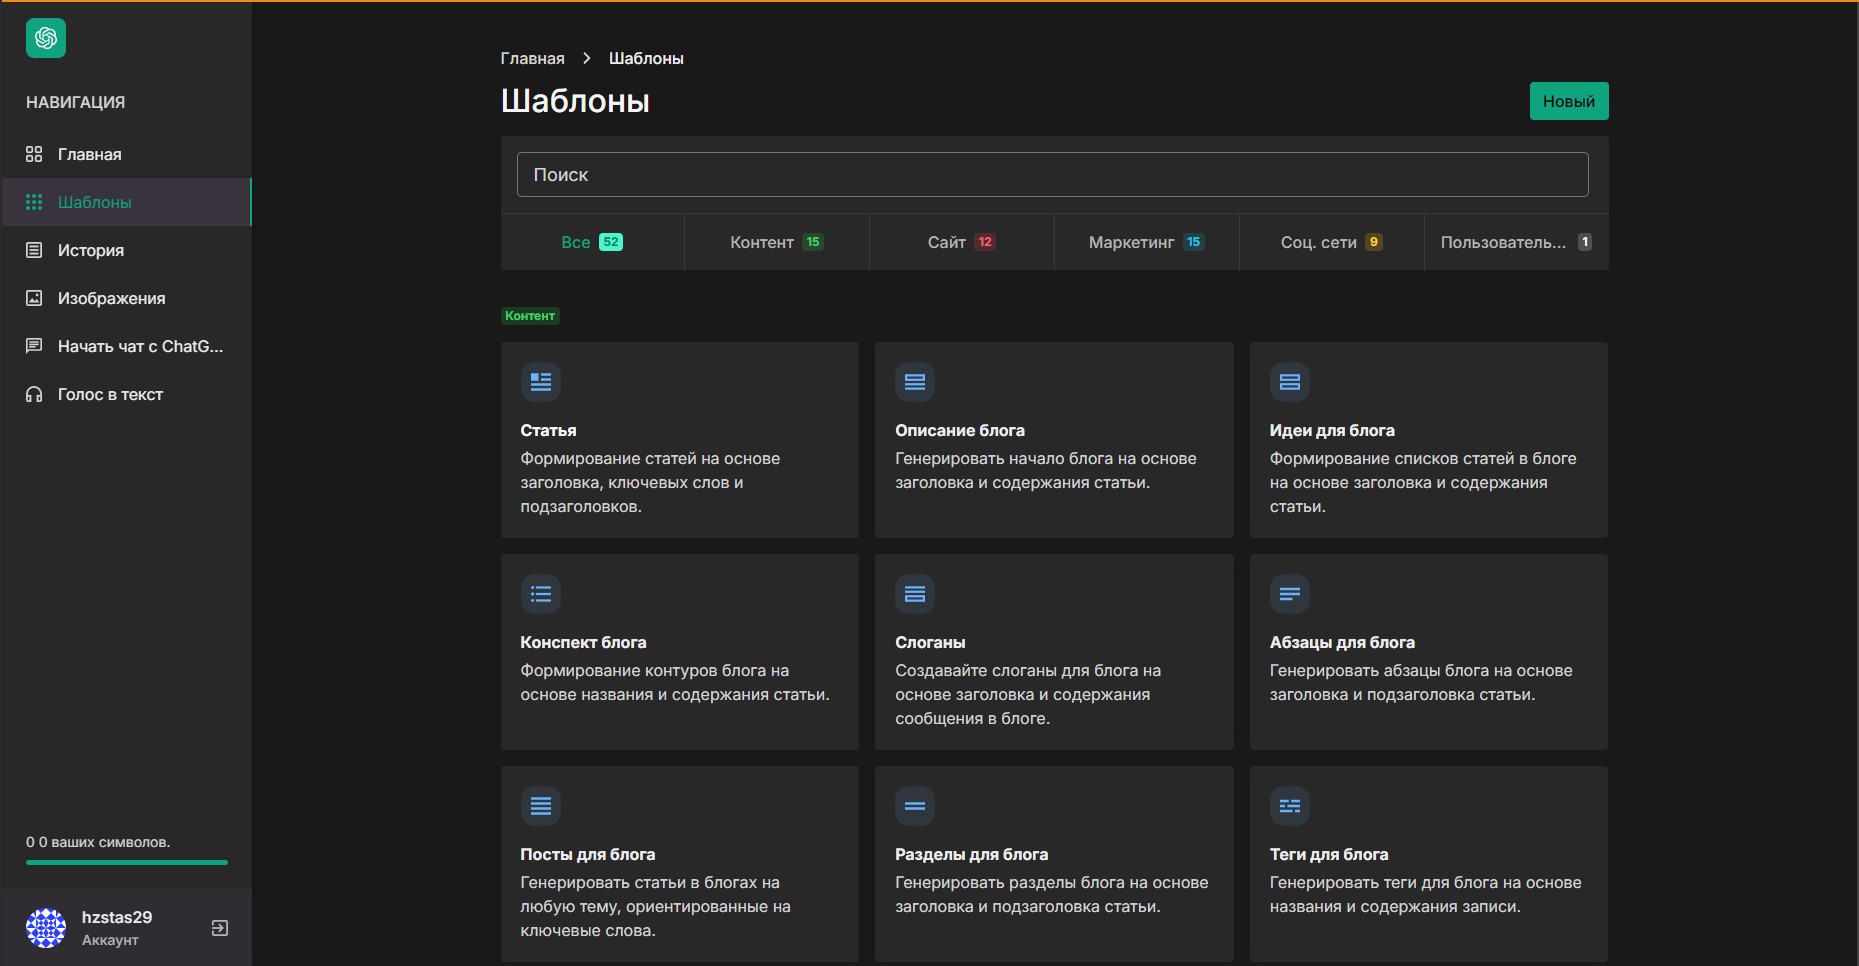 НАВИГАЦИЯ
Главная
Шаблоны
История
Изображения
Начать чат с ChatG...
Голос в текст
0 0 ваших символов.
hzstas29
Аккаунт
Главная > Шаблоны
Шаблоны
Новый
Поиск
Все 52
Контент 15
Сайт 12
Маркетинг 15
Соц. сети 9
Пользователь... 1
Контент
Статья
Формирование статей на основе
заголовка, ключевых слов и
подзаголовков.
Описание блога
Генерировать начало блога на основе
заголовка и содержания статьи.
Идеи для блога
Формирование списков статей в блоге
на основе заголовка и содержания
статьи.
Конспект блога
Формирование контуров блога на
основе названия и содержания статьи.
Слоганы
Создавайте слоганы для блога на
основе заголовка и содержания
сообщения в блоге.
Абзацы для блога
Генерировать абзацы блога на основе
заголовка и подзаголовка статьи.
Посты для блога
Генерировать статьи в блогах на
любую тему, ориентированные на
ключевые слова.
Разделы для блога
Генерировать разделы блога на основе
заголовка и подзаголовка статьи.
Теги для блога
Генерировать теги для блога на основе
названия и содержания записи.